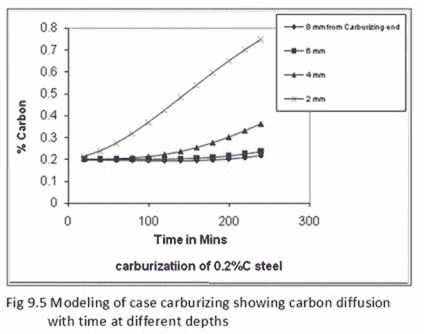 0.8
0.7
0.6
0.5
0.4
0.3
0.2
0.1
0
% Carbon
0 100 200 300
Time in Mins
8 mm from Carburizing end
6 mm
4 mm
2 mm
carburizatiion of 0.2%C steel
Fig 9.5 Modeling of case carburizing showing carbon diffusion
with time at different depths